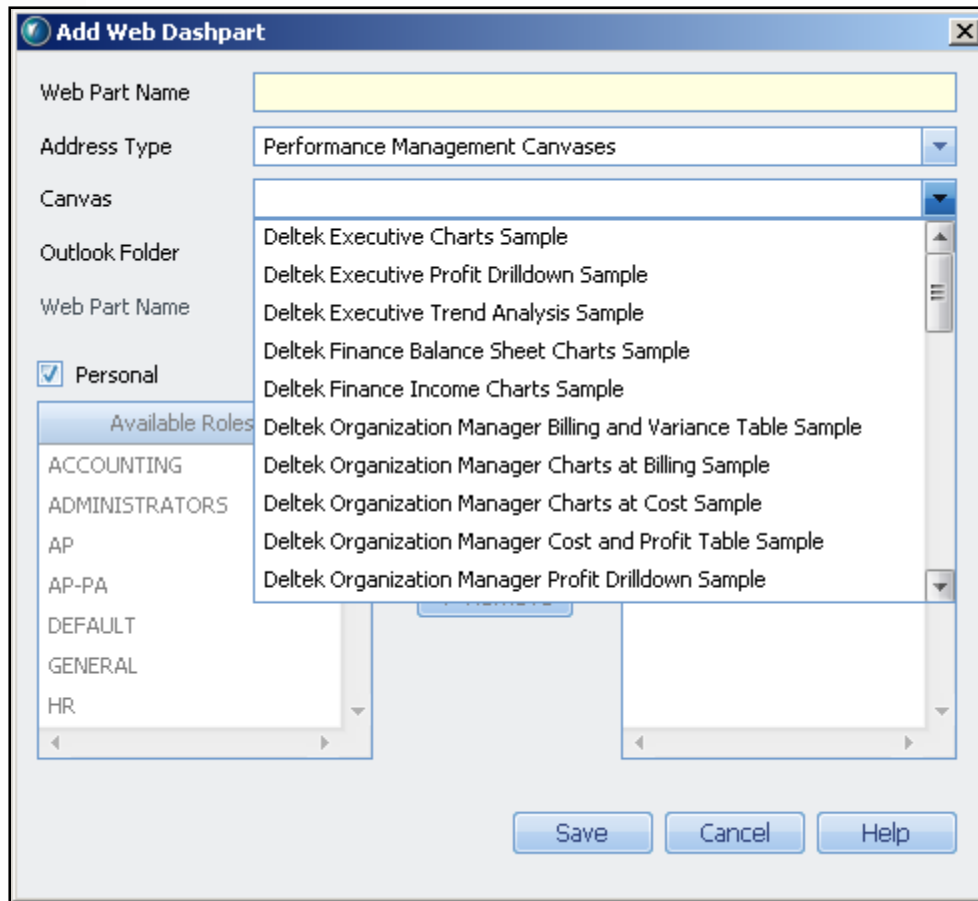 Add Web Dashpart
Web Part Name
Address Type Performance Management Canvases
Canvas
Deltek Executive Charts Sample
Outlook Folder
Deltek Executive Profit Drilldown Sample
Web Part Name
Deltek Executive Trend Analysis Sample
Deltek Finance Balance Sheet Charts Sample
Personal
Deltek Finance Income Charts Sample
Available Roles
Deltek Organization Manager Billing and Variance Table Sample
ACCOUNTING
Deltek Organization Manager Charts at Billing Sample
ADMINISTRATORS
Deltek Organization Manager Charts at Cost Sample
AP
Deltek Organization Manager Cost and Profit Table Sample
AP-PA
Deltek Organization Manager Profit Drilldown Sample
DEFAULT
GENERAL
HR
Save Cancel Help